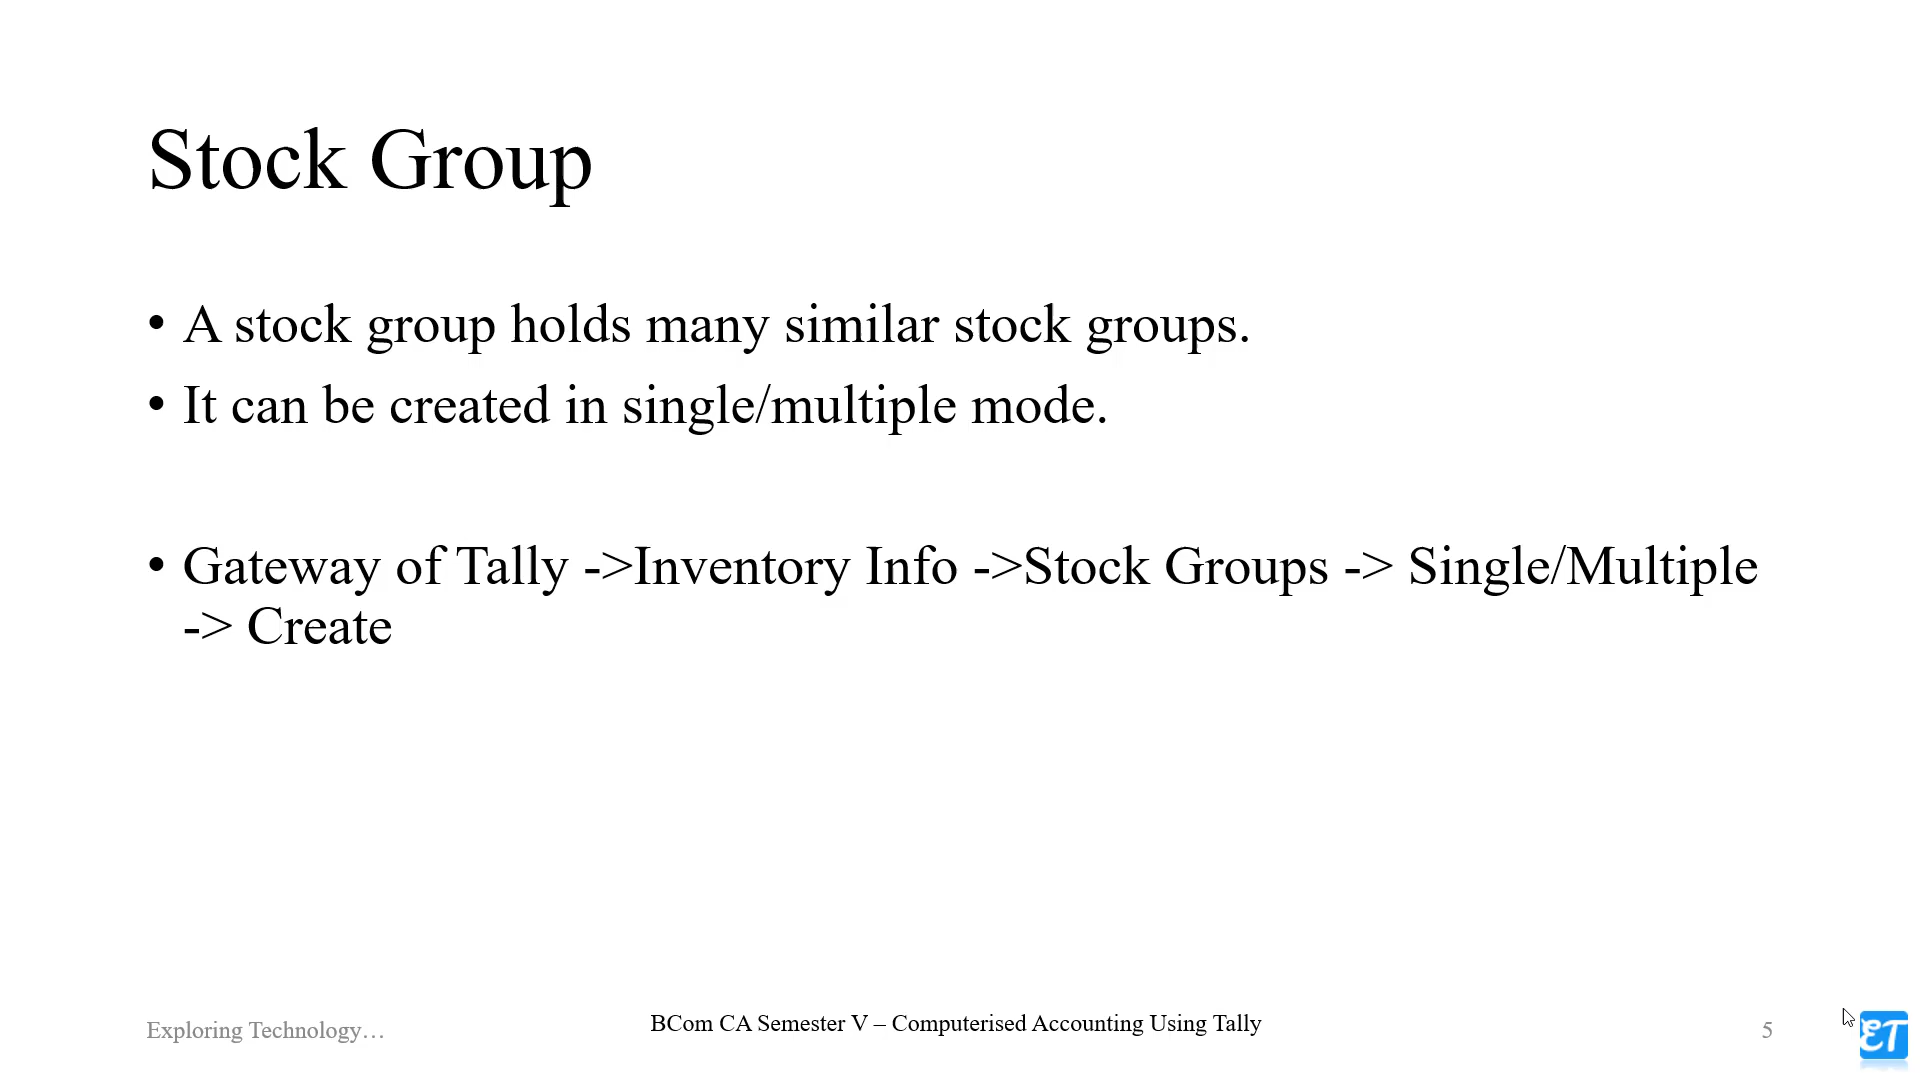 Stock Group
• A stock group holds many similar stock groups.
• It can be created in single/multiple mode.
• Gateway of Tally ->Inventory Info ->Stock Groups -> Single/Multiple
-> Create
Exploring Technology…
BCom CA Semester V – Computerised Accounting Using Tally
5
ET